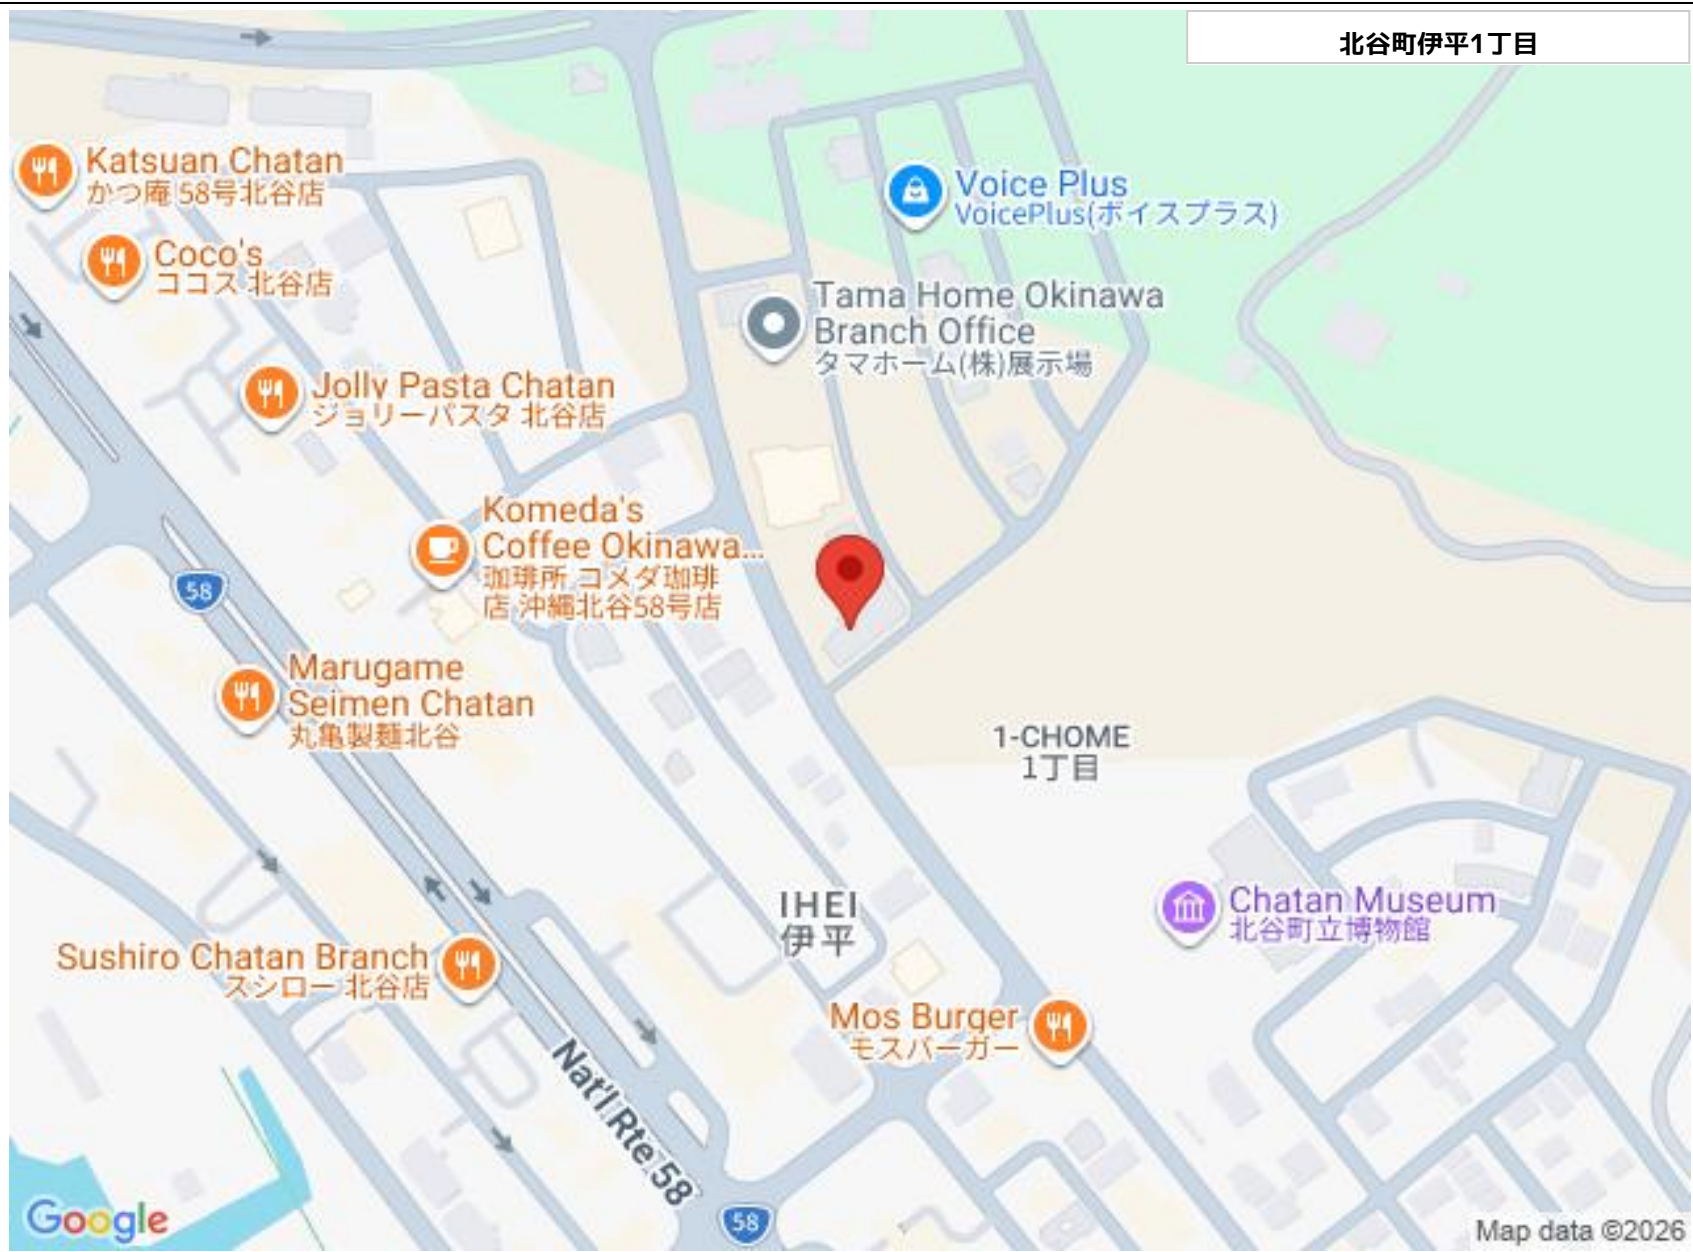 北谷町伊平1丁目
Katsuan Chatan
かつ庵 58号北谷店
Voice Plus
VoicePlus(ボイスプラス)
Coco's
ココス 北谷店
Tama Home Okinawa
Branch Office
タマホーム(株)展示場
Jolly Pasta Chatan
ジョリーパスタ 北谷店
Komeda's
Coffee Okinawa...
珈琲所 コメダ珈琲
店 沖縄北谷58号店
58
Marugame
Seimen Chatan
丸亀製麺北谷
1-CHOME
1丁目
IHEI
伊平
Chatan Museum
北谷町立博物館
Sushiro Chatan Branch
スシロー 北谷店
Mos Burger
モスバーガー
Nat'l Rte 58
58
Google
Map data ©2026